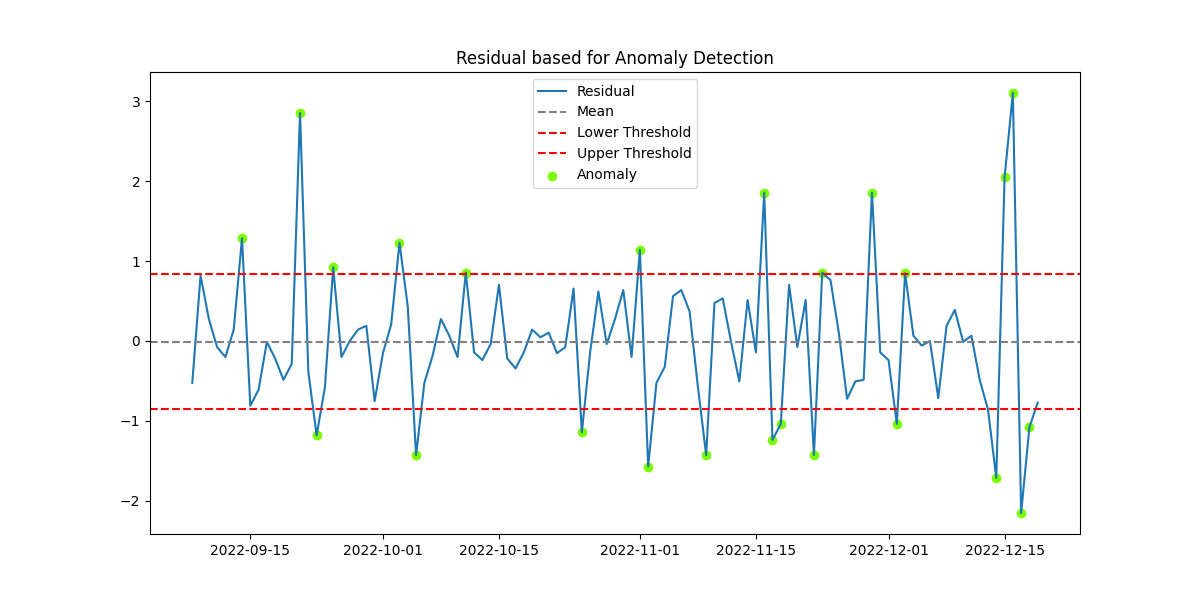 Residual based for Anomaly Detection
Residual
Mean
Lower Threshold
Upper Threshold
Anomaly
3
2
1
0
−1
−2
2022-09-15
2022-10-01
2022-10-15
2022-11-01
2022-11-15
2022-12-01
2022-12-15